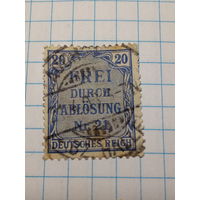 20 20
FREI
DURCH
ABLÖSUNG
Nr. 21
DEUTSCHES REICH